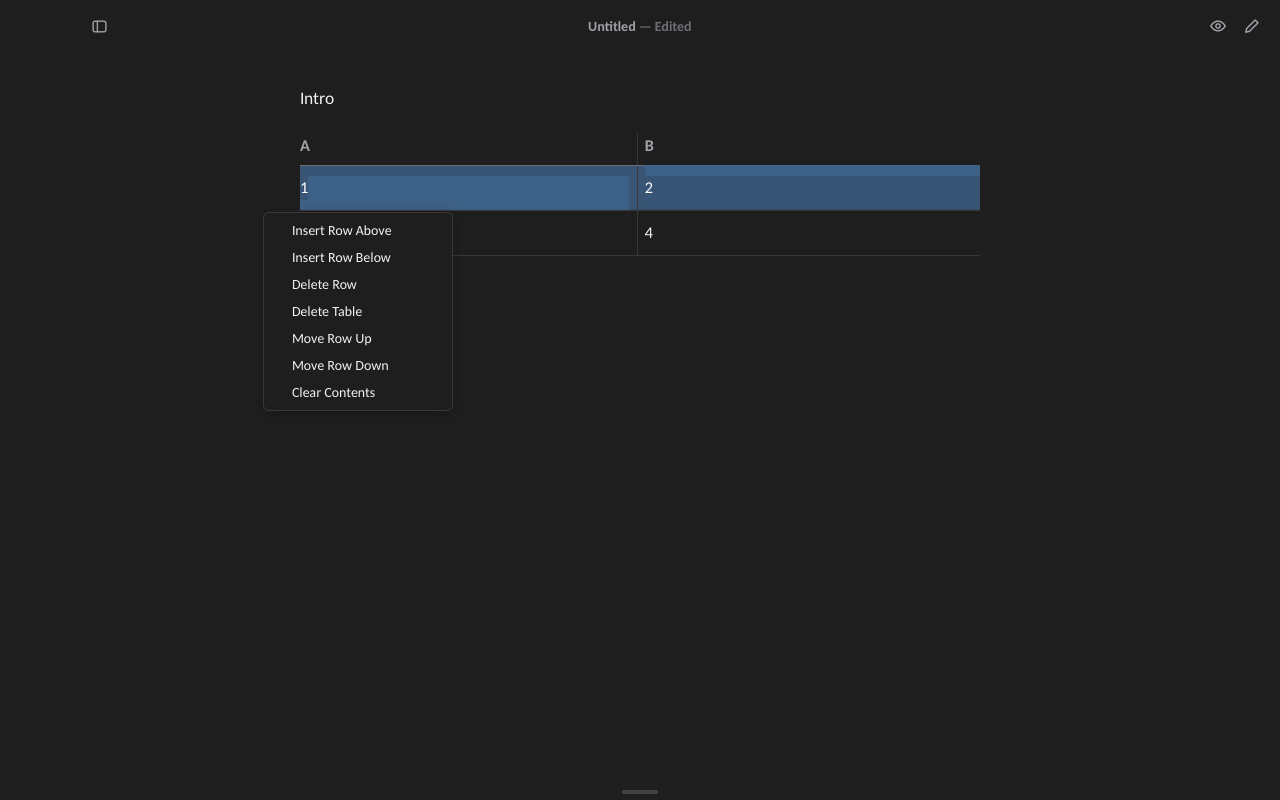 Untitled — Edited
Intro
A B
1 2
4
Insert Row Above
Insert Row Below
Delete Row
Delete Table
Move Row Up
Move Row Down
Clear Contents